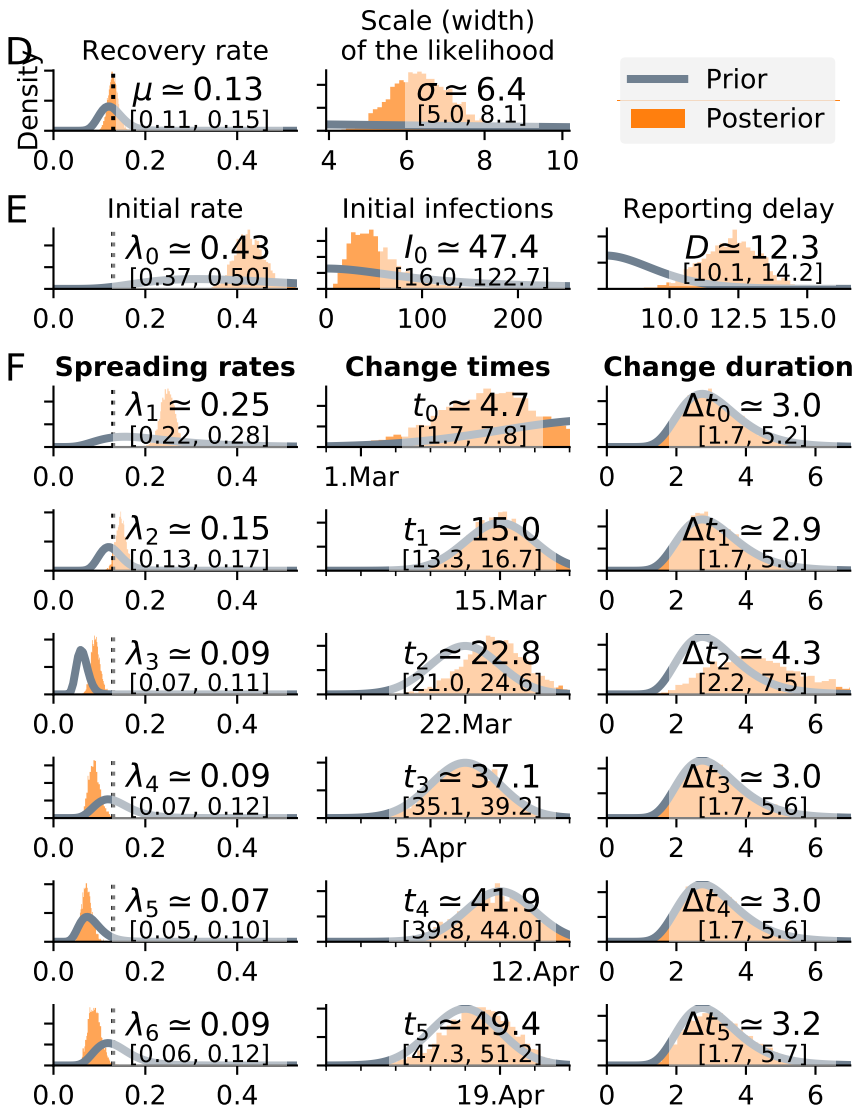 D
Density
Recovery rate
μ ≃ 0.13
[0.11, 0.15]
0.0 0.2 0.4
Scale (width)
of the likelihood
σ ≃ 6.4
[5.0, 8.1]
4 6 8 10
Prior
Posterior
E
Initial rate
λ0 ≃ 0.43
[0.37, 0.50]
0.0 0.2 0.4
Initial infections
I0 ≃ 47.4
[16.0, 122.7]
0 100 200
Reporting delay
D ≃ 12.3
[10.1, 14.2]
10.0 12.5 15.0
F
Spreading rates Change times Change duration
λ1 ≃ 0.25
[0.22, 0.28]
0.0 0.2 0.4
t0 ≃ 4.7
[1.7, 7.8]
1.Mar
Δt0 ≃ 3.0
[1.7, 5.2]
0 2 4 6
λ2 ≃ 0.15
[0.13, 0.17]
0.0 0.2 0.4
t1 ≃ 15.0
[13.3, 16.7]
15.Mar
Δt1 ≃ 2.9
[1.7, 5.0]
0 2 4 6
λ3 ≃ 0.09
[0.07, 0.11]
0.0 0.2 0.4
t2 ≃ 22.8
[21.0, 24.6]
22.Mar
Δt2 ≃ 4.3
[2.2, 7.5]
0 2 4 6
λ4 ≃ 0.09
[0.07, 0.12]
0.0 0.2 0.4
t3 ≃ 37.1
[35.1, 39.2]
5.Apr
Δt3 ≃ 3.0
[1.7, 5.6]
0 2 4 6
λ5 ≃ 0.07
[0.05, 0.10]
0.0 0.2 0.4
t4 ≃ 41.9
[39.8, 44.0]
12.Apr
Δt4 ≃ 3.0
[1.7, 5.6]
0 2 4 6
λ6 ≃ 0.09
[0.06, 0.12]
0.0 0.2 0.4
t5 ≃ 49.4
[47.3, 51.2]
19.Apr
Δt5 ≃ 3.2
[1.7, 5.7]
0 2 4 6